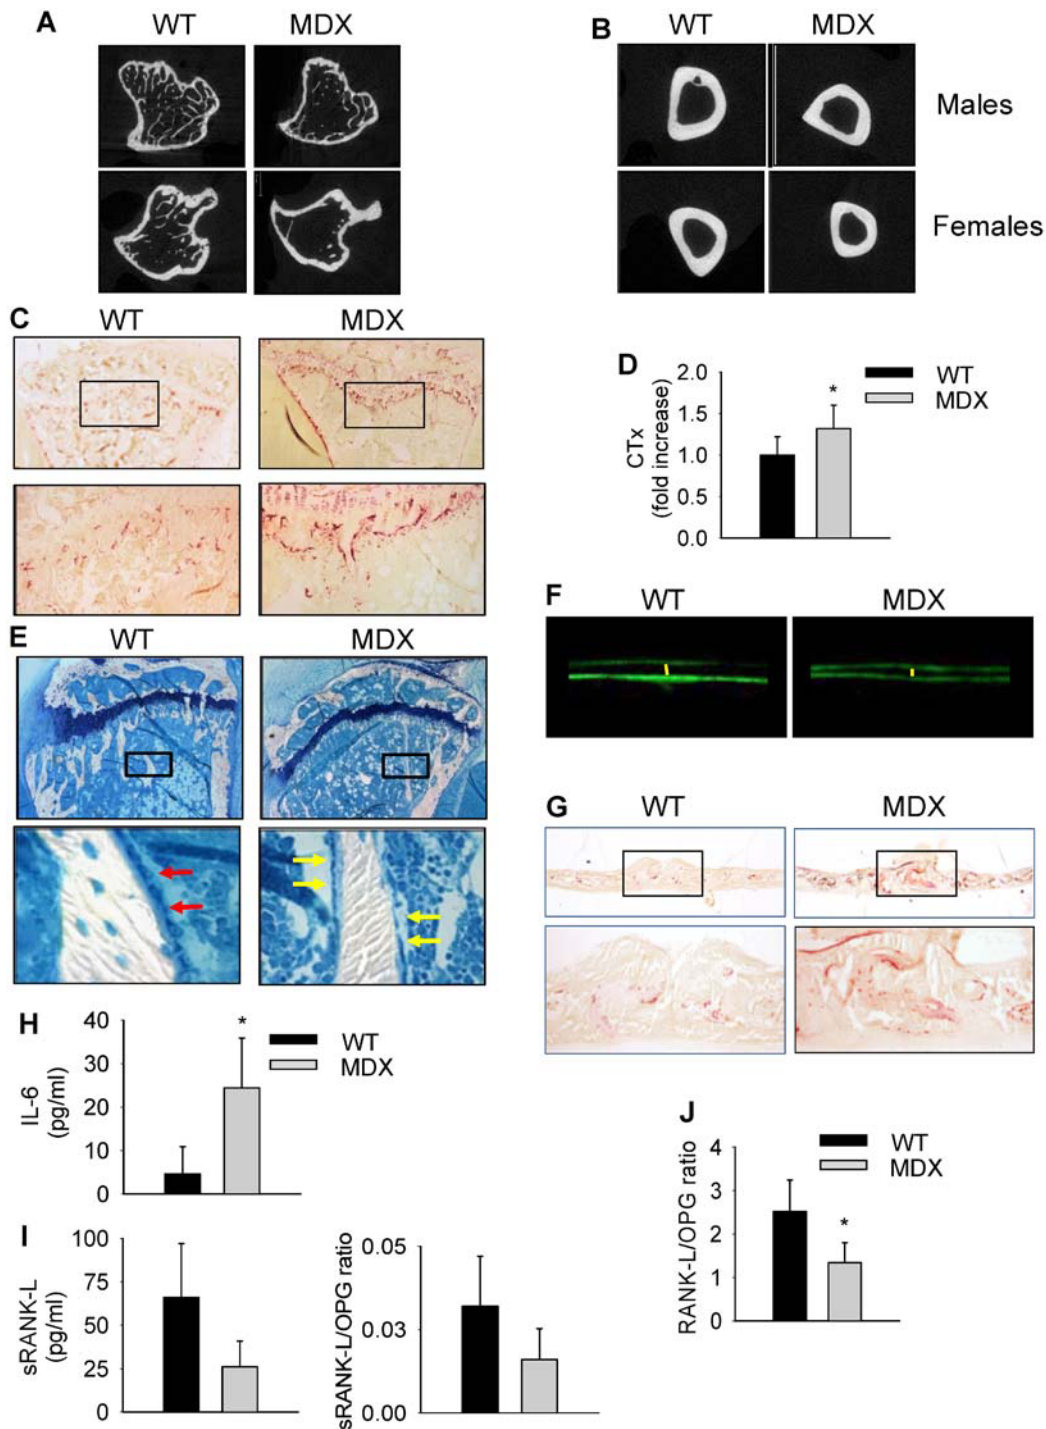 A
WT
MDX
B
WT
MDX
Males
Females
C
WT
MDX
D
CTx
(fold increase)
2.0
1.5
1.0
0.5
0.0
*
WT
MDX
E
WT
MDX
F
WT
MDX
G
WT
MDX
H
IL-6
(pg/ml)
40
30
20
10
0
*
WT
MDX
I
sRANK-L
(pg/ml)
100
75
50
25
0
sRANK-L/OPG ratio
0.05
0.03
0.00
J
RANK-L/OPG ratio
4
3
2
1
0
*
WT
MDX